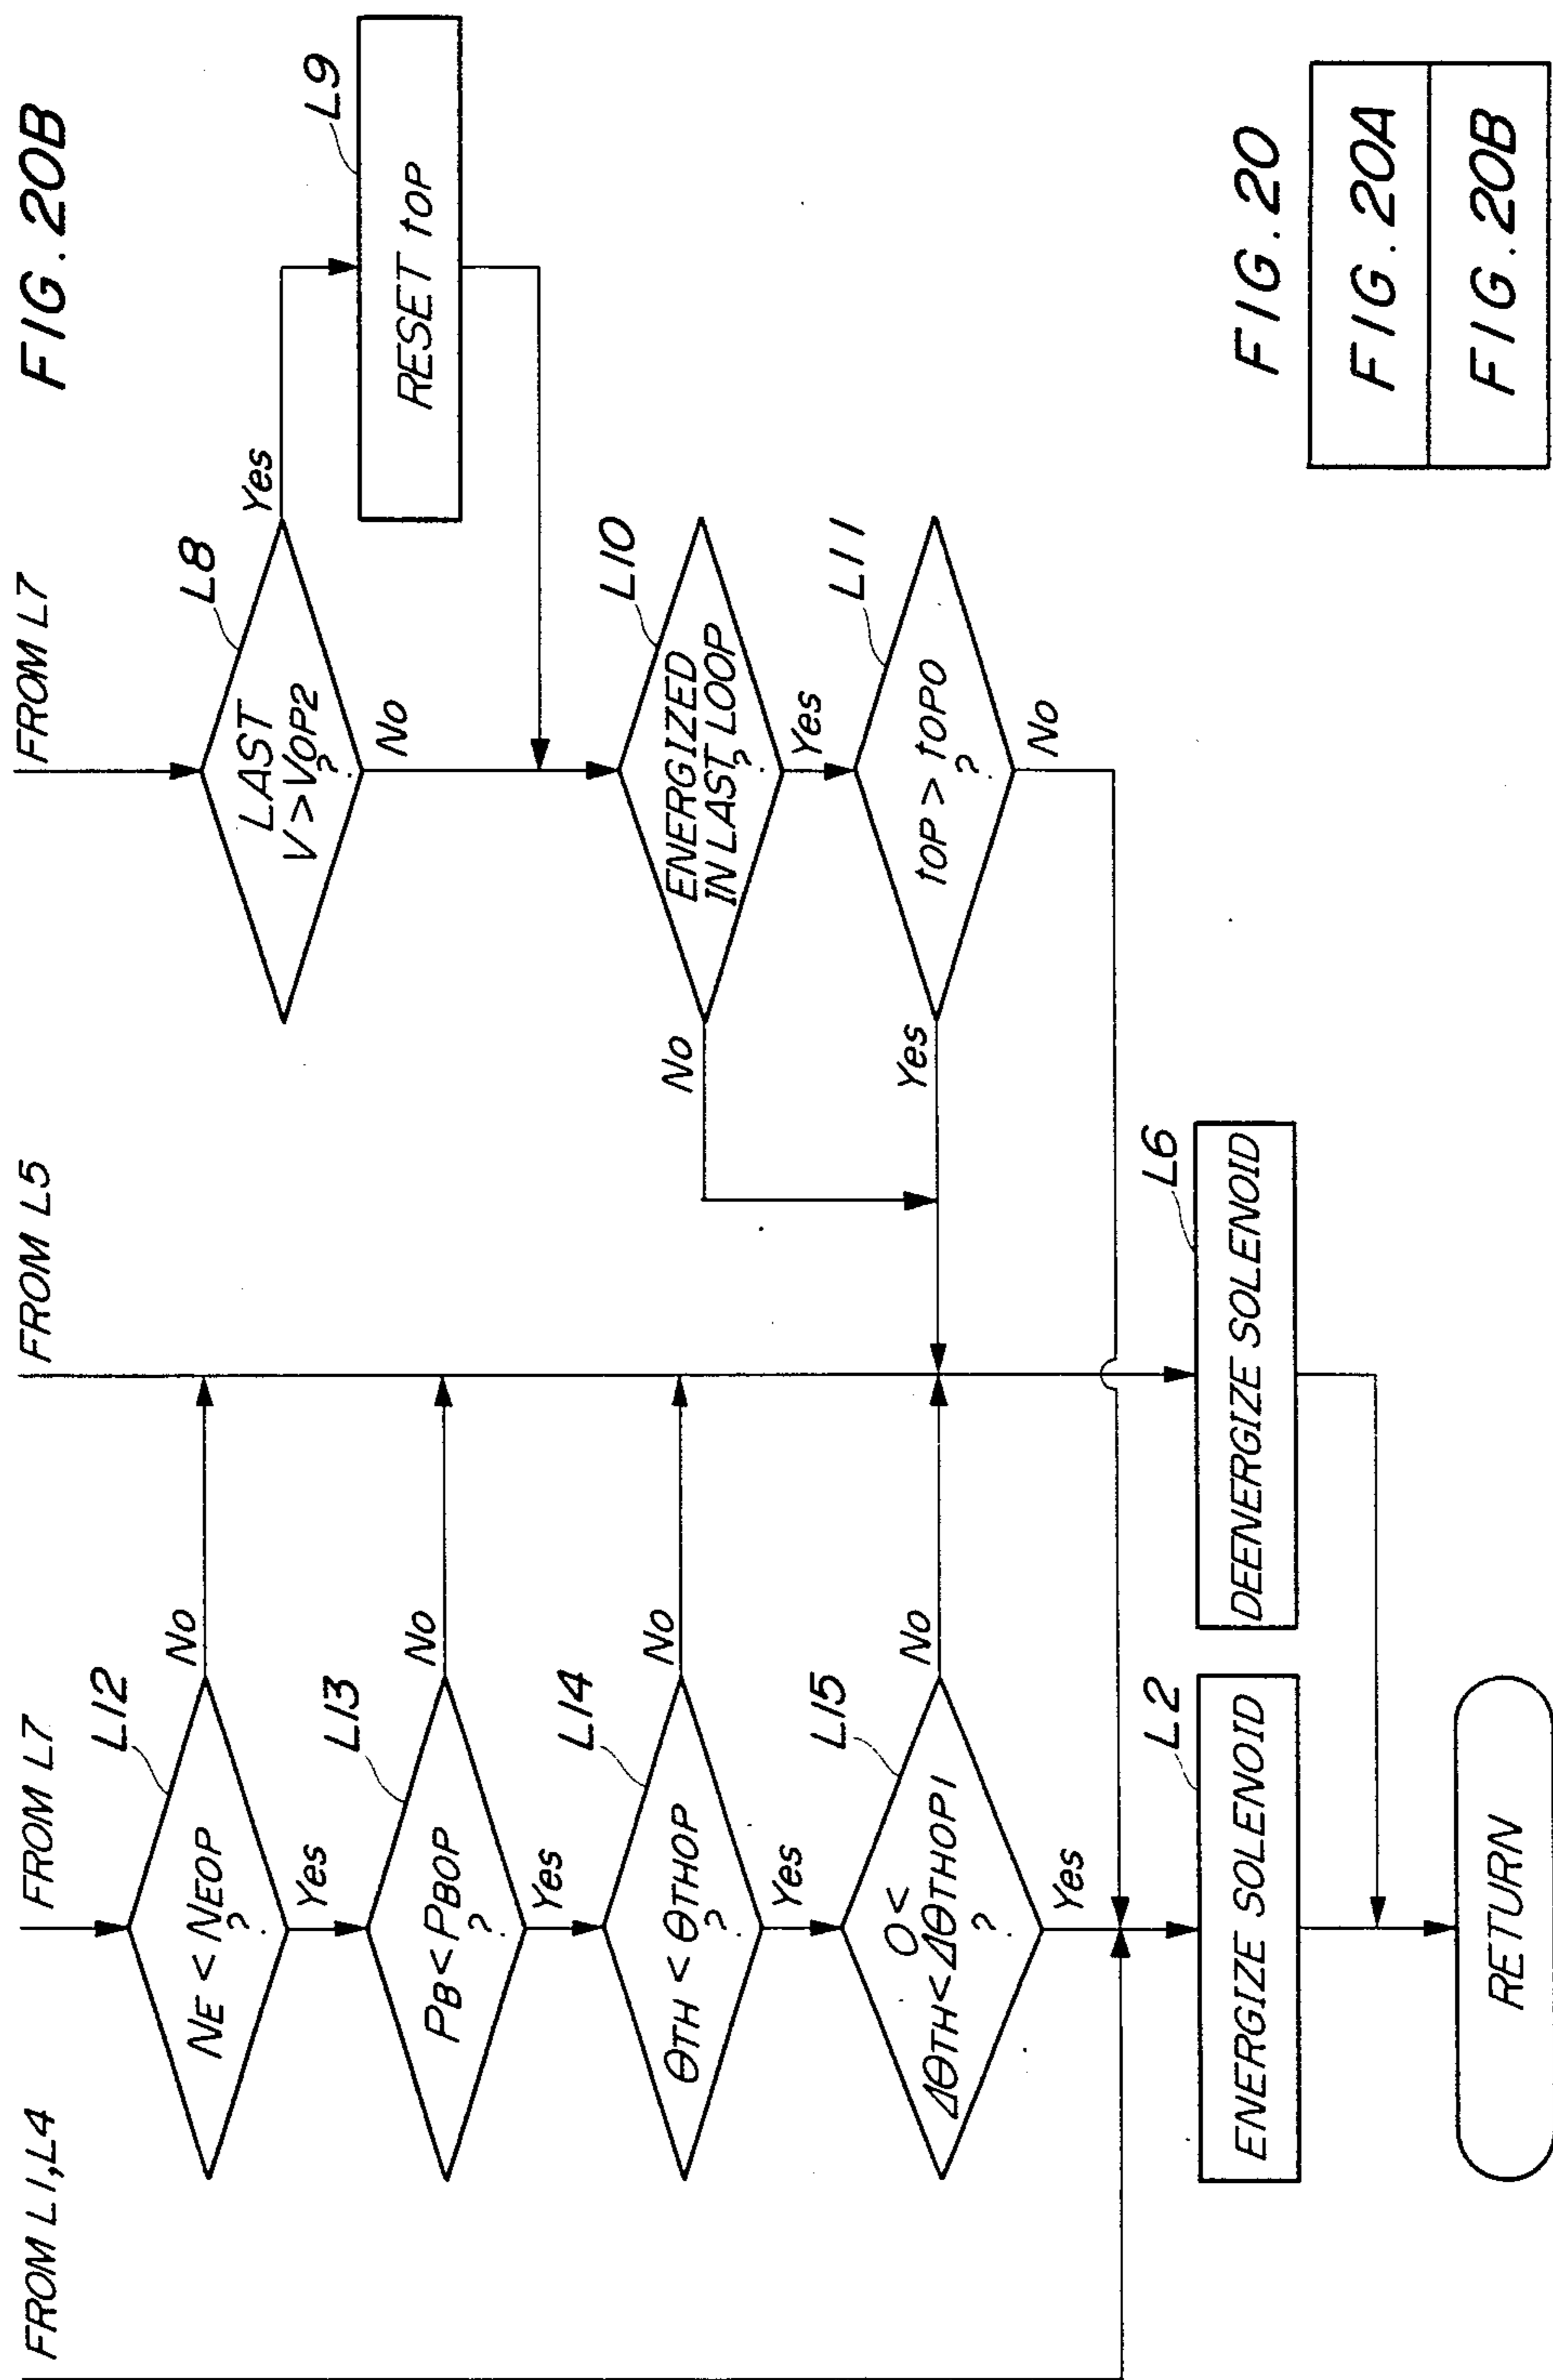 FIG. 20B
FROM L1, L4
FROM L7
FROM L5
FROM L7
L12
NE < NEOP
?
No
Yes
L13
PB < PBOP
?
No
Yes
L14
θTH < θTHOP
?
No
Yes
L15
0 <
ΔθTH < ΔθTHOP1
?
No
Yes
L2
ENERGIZE SOLENOID
L6
DEENERGIZE SOLENOID
RETURN
L8
LAST
V > VOP2
?
Yes
No
L9
RESET tOP
L10
ENERGIZED
IN LAST LOOP
?
No
Yes
L11
tOP > tOPO
?
Yes
No
FIG. 20
FIG. 20A
FIG. 20B